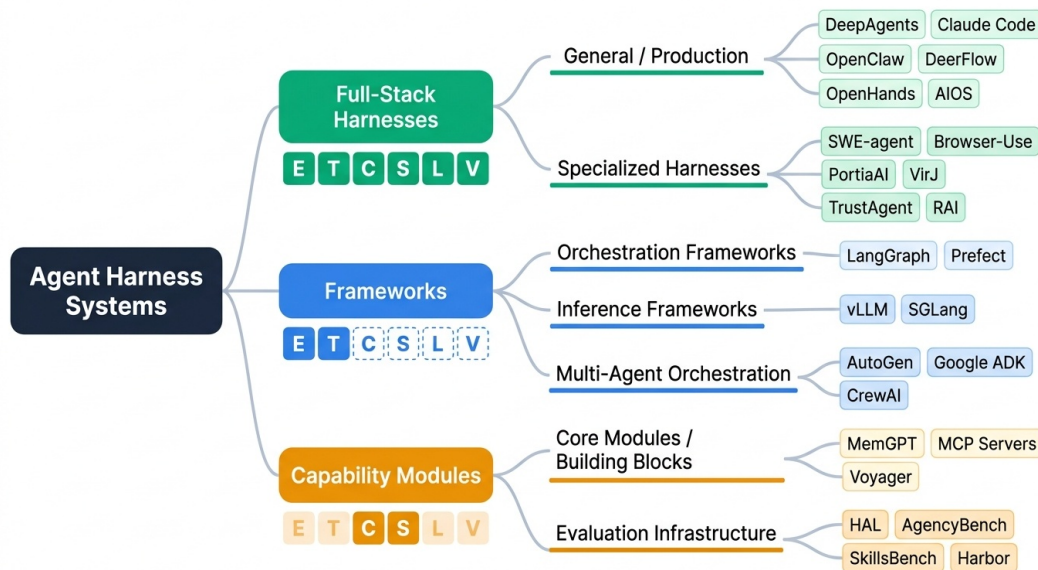 Agent Harness
Systems
Full-Stack
Harnesses
E T C S L V
General / Production
DeepAgents Claude Code
OpenClaw DeerFlow
OpenHands AIOS
Specialized Harnesses
SWE-agent Browser-Use
PortiaAI VirJ
TrustAgent RAI
Frameworks
E T C S L V
Orchestration Frameworks
LangGraph Prefect
Inference Frameworks
vLLM SGLang
Multi-Agent Orchestration
AutoGen Google ADK
CrewAI
Capability Modules
E T C S L V
Core Modules /
Building Blocks
MemGPT MCP Servers
Voyager
Evaluation Infrastructure
HAL AgencyBench
SkillsBench Harbor